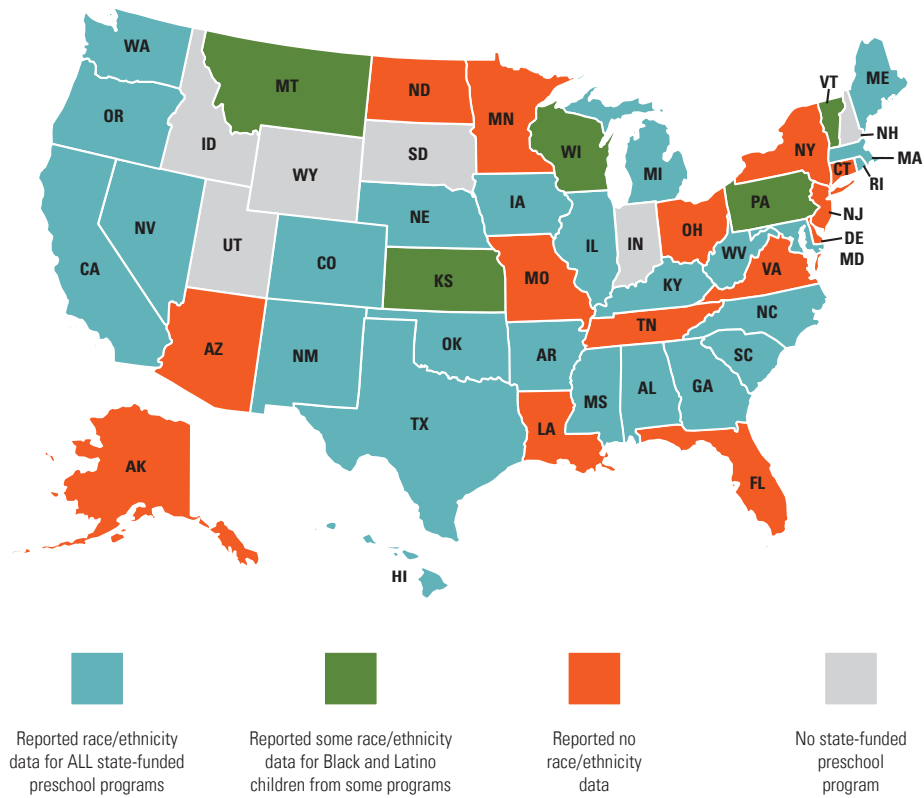 WA
MT
ND
MN
VT
ME
OR
ID
SD
WI
NY
NH
MA
WY
MI
CT
RI
NV
NE
IA
PA
NJ
UT
CO
IL
IN
OH
WV
DE
CA
KS
MO
KY
VA
MD
AZ
NM
OK
AR
TN
NC
SC
TX
MS
AL
GA
LA
AK
FL
HI
Reported race/ethnicity
data for ALL state-funded
preschool programs
Reported some race/ethnicity
data for Black and Latino
children from some programs
Reported no
race/ethnicity
data
No state-funded
preschool
program